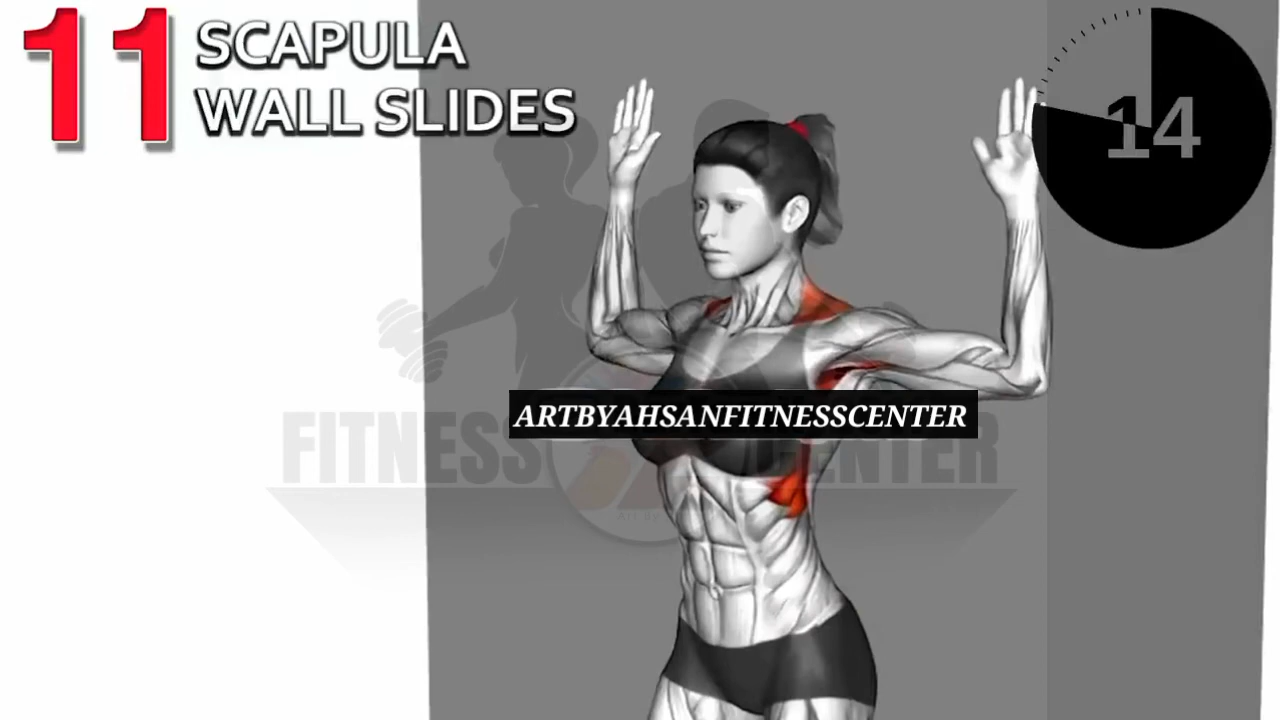 11 SCAPULA
WALL SLIDES
14
ARTBYAHSANFITNESSCENTER
FITNESS CENTER